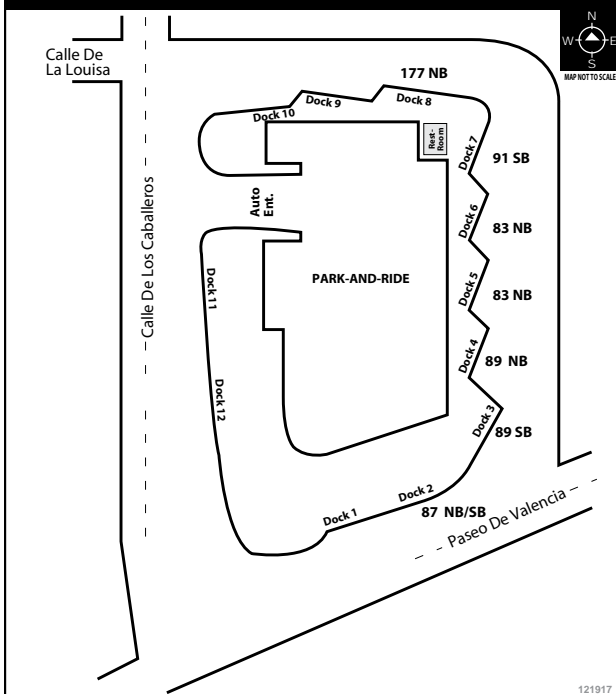 N
W E
S
MAP NOT TO SCALE
Calle De
La Louisa
177 NB
Dock 9
Dock 8
Dock 10
Rest-
Room
Dock 7
91 SB
Auto
Ent.
Dock 6
83 NB
Calle De Los Caballeros
Dock 11
PARK-AND-RIDE
Dock 5
83 NB
Dock 4
89 NB
Dock 12
Dock 3
89 SB
Dock 2
Dock 1
87 NB/SB
Paseo De Valencia
121917